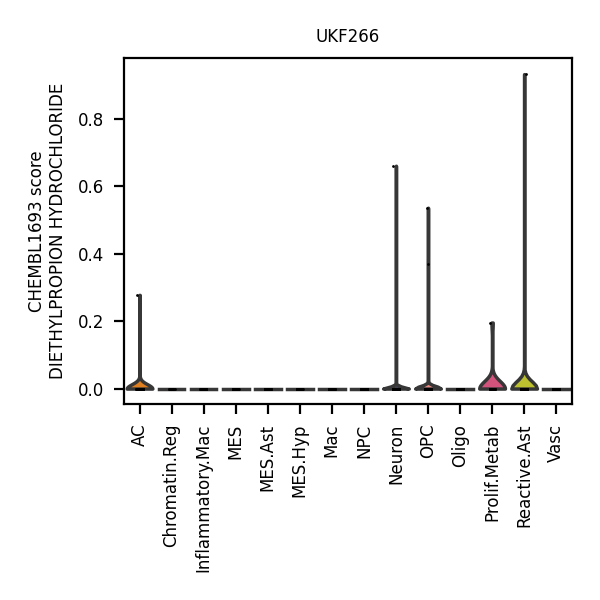 UKF266
CHEMBL1693 score
DIETHYLPROPION HYDROCHLORIDE
0.8
0.6
0.4
0.2
0.0
AC
Chromatin.Reg
Inflammatory.Mac
MES
MES.Ast
MES.Hyp
Mac
NPC
Neuron
OPC
Oligo
Prolif.Metab
Reactive.Ast
Vasc